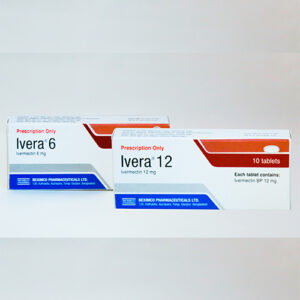 Prescription Only
Ivera® 6
Ivermectin 6 mg
BEXIMCO PHARMACEUTICALS LTD.
Prescription Only
Ivera® 12
Ivermectin 12 mg
10 tablets
Each tablet contains:
Ivermectin BP 12 mg
BEXIMCO PHARMACEUTICALS LTD.